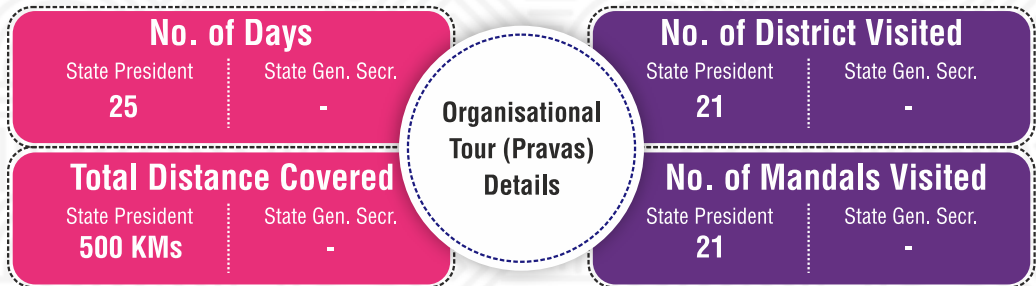 No. of Days
State President
State Gen. Secr.
25
-
Total Distance Covered
State President
State Gen. Secr.
500 KMs
-
Organisational
Tour (Pravas)
Details
No. of District Visited
State President
State Gen. Secr.
21
-
No. of Mandals Visited
State President
State Gen. Secr.
21
-